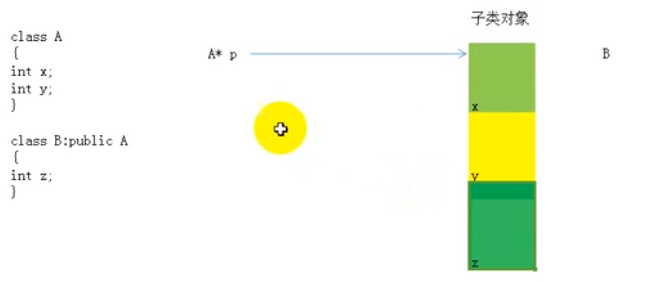 子类对象
class A
{
int x;
int y;
}
A* p
B
class B:public A
{
int z;
}
x
y
z